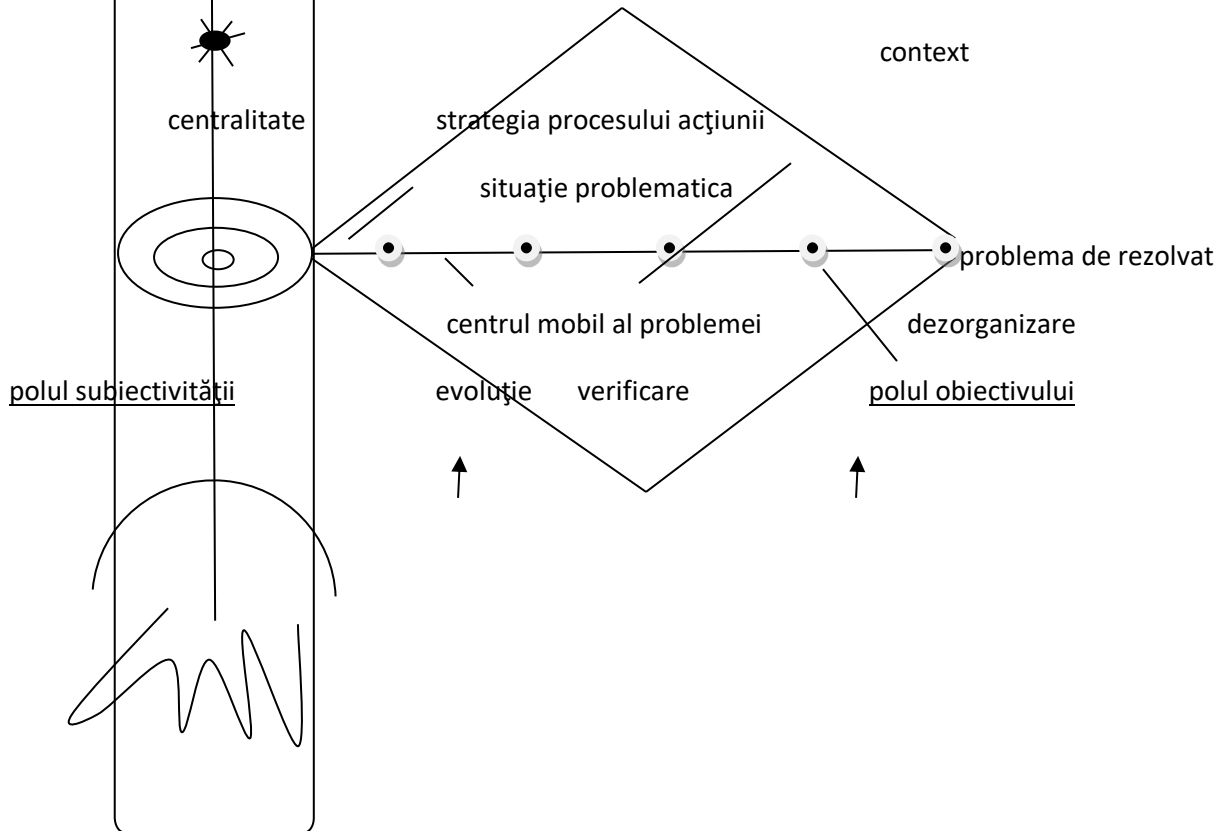 context
centralitate strategia procesului acţiunii
situaţie problematica
problema de rezolvat
centrul mobil al problemei dezorganizare
polul subiectivităţii evoluţie verificare polul obiectivului